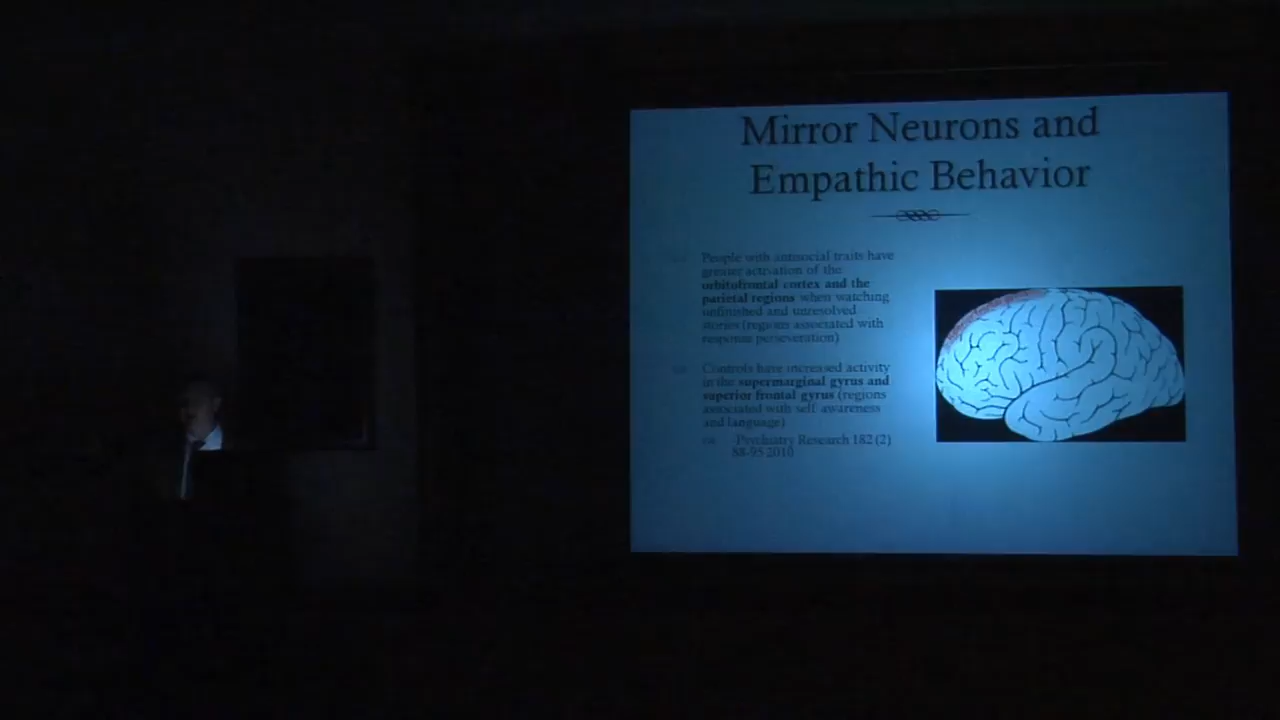 Mirror Neurons and
Empathic Behavior
People with antisocial traits have
greater activation of the
orbitofrontal cortex and the
parietal regions when watching
unfinished and unresolved
stories (regions associated with
response perseveration)
Controls have increased activity
in the supermarginal gyrus and
superior frontal gyrus (regions
associated with self awareness
and language)
-Psychiatry Research 182 (2)
88-95 2010